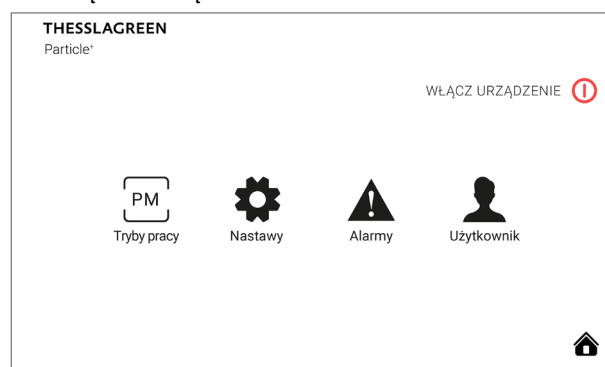 THESSLAGREEN
Particle+
WŁĄCZ URZĄDZENIE
PM
Tryby pracy
Nastawy
Alarmy
Użytkownik